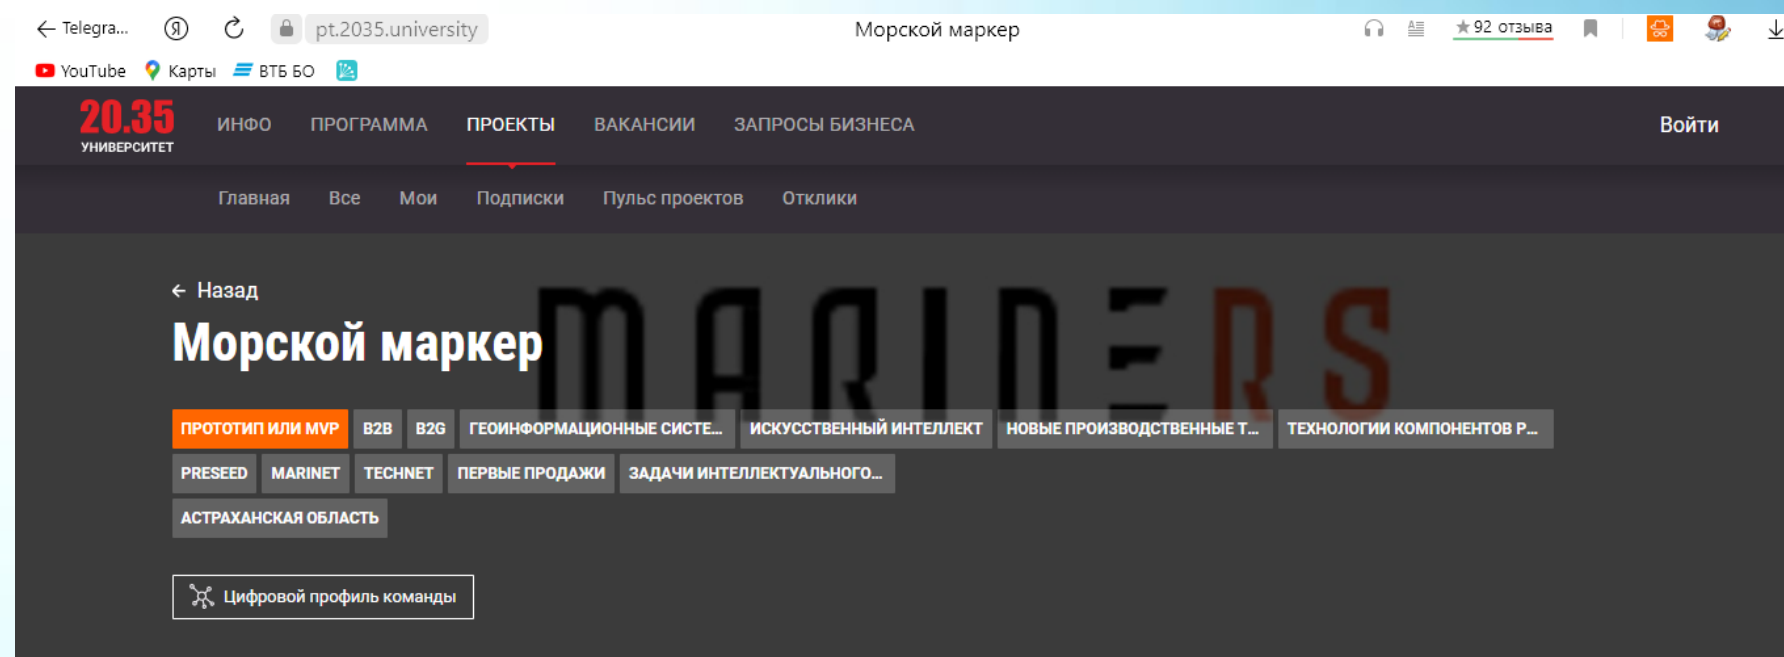 Telegra... Я pt.2035.university Морской маркер 92 отзыва
YouTube Карты ВТБ БО
20.35
УНИВЕРСИТЕТ
ИНФО ПРОГРАММА ПРОЕКТЫ ВАКАНСИИ ЗАПРОСЫ БИЗНЕСА Войти
Главная Все Мои Подписки Пульс проектов Отклики
← Назад
MARINERS
Морской маркер
ПРОТОТИП ИЛИ MVP B2B B2G ГЕОИНФОРМАЦИОННЫЕ СИСТЕ... ИСКУССТВЕННЫЙ ИНТЕЛЛЕКТ НОВЫЕ ПРОИЗВОДСТВЕННЫЕ Т... ТЕХНОЛОГИИ КОМПОНЕНТОВ Р...
PRESEED MARINET TECHNET ПЕРВЫЕ ПРОДАЖИ ЗАДАЧИ ИНТЕЛЛЕКТУАЛЬНОГО...
АСТРАХАНСКАЯ ОБЛАСТЬ
Цифровой профиль команды